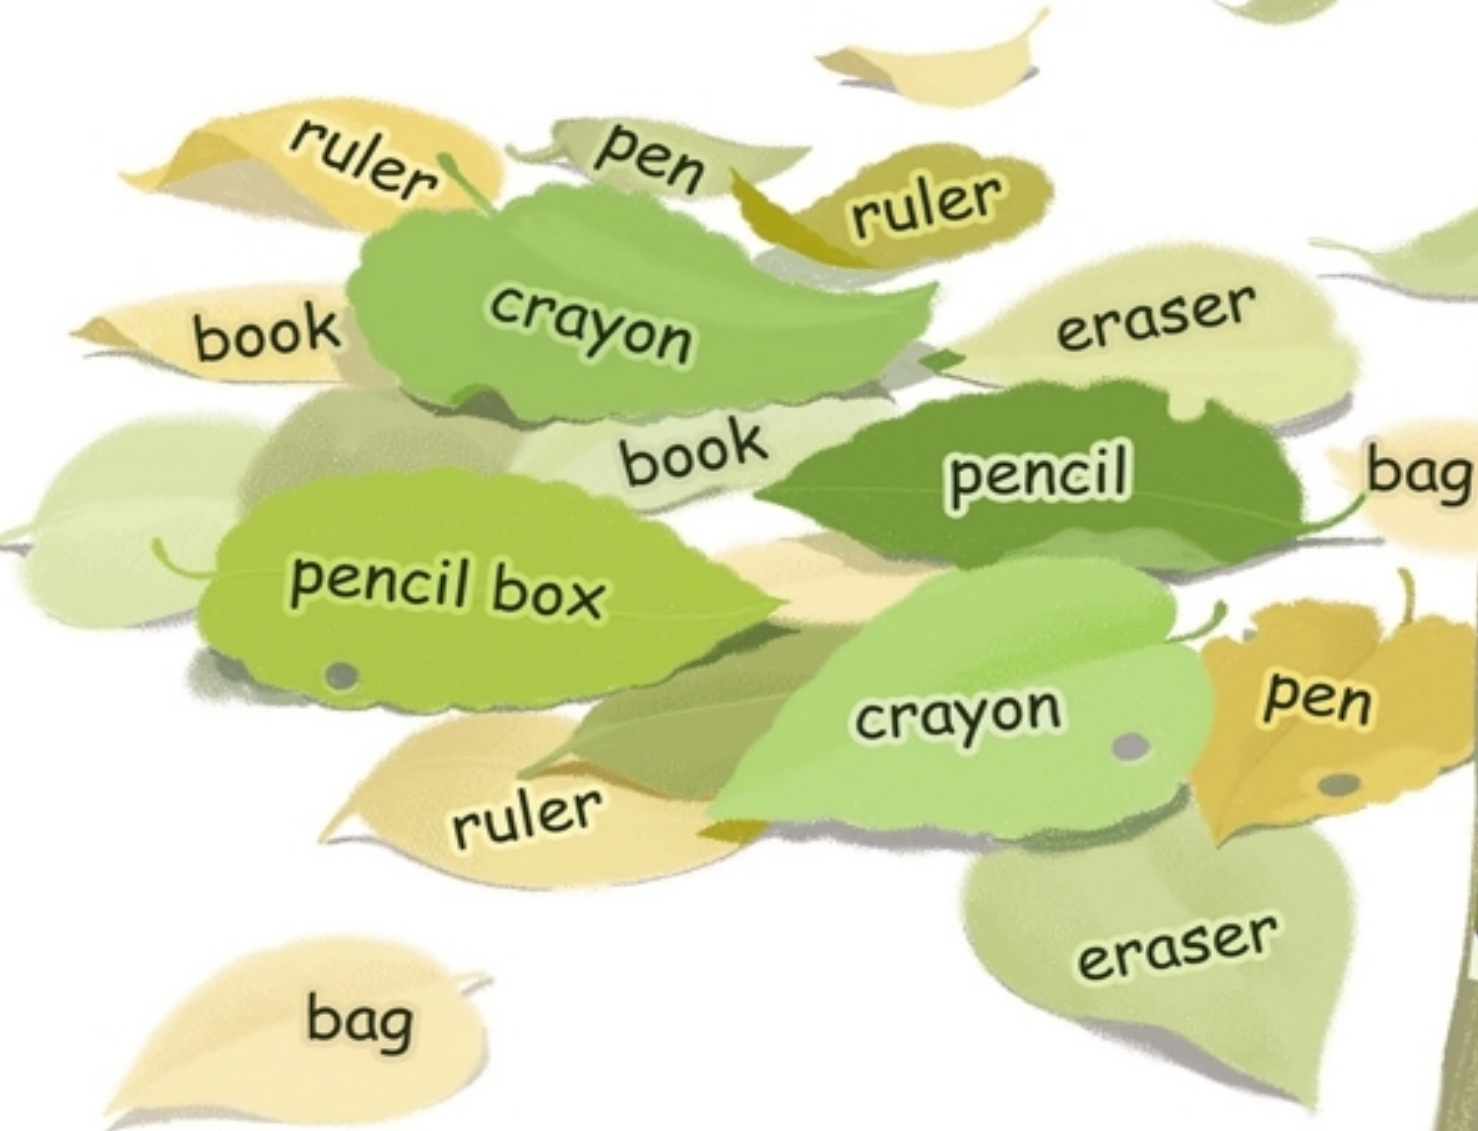 ruler
pen
ruler
book
crayon
eraser
book
pencil
bag
pencil box
crayon
pen
ruler
eraser
bag